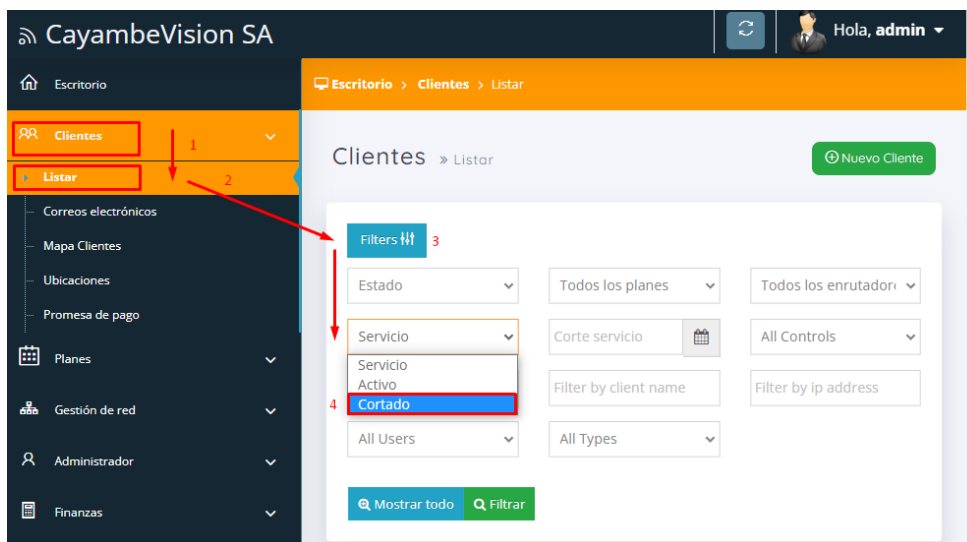 CayambeVision SA
Hola, admin
Escritorio
Escritorio > Clientes > Listar
Clientes
1
Listar
2
Clientes » Listar
Nuevo Cliente
Correos electrónicos
Mapa Clientes
Ubicaciones
Promesa de pago
Planes
Gestión de red
Administrador
Finanzas
Filters
3
Estado
Todos los planes
Todos los enrutador
Servicio
Corte servicio
All Controls
Servicio
Activo
Cortado
4
Filter by client name
Filter by ip address
All Users
All Types
Mostrar todo
Filtrar